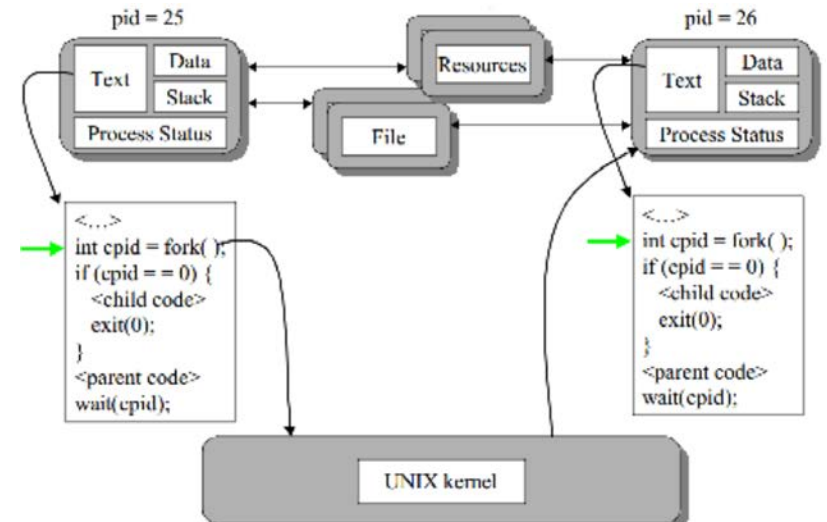 pid = 25
pid = 26
Text
Data
Stack
Process Status
Resources
File
Text
Data
Stack
Process Status
<...>
int cpid = fork( );
if (cpid = = 0) {
<child code>
exit(0);
}
<parent code>
wait(cpid);
<...>
int cpid = fork( );
if (cpid = = 0) {
<child code>
exit(0);
}
<parent code>
wait(cpid);
UNIX kernel